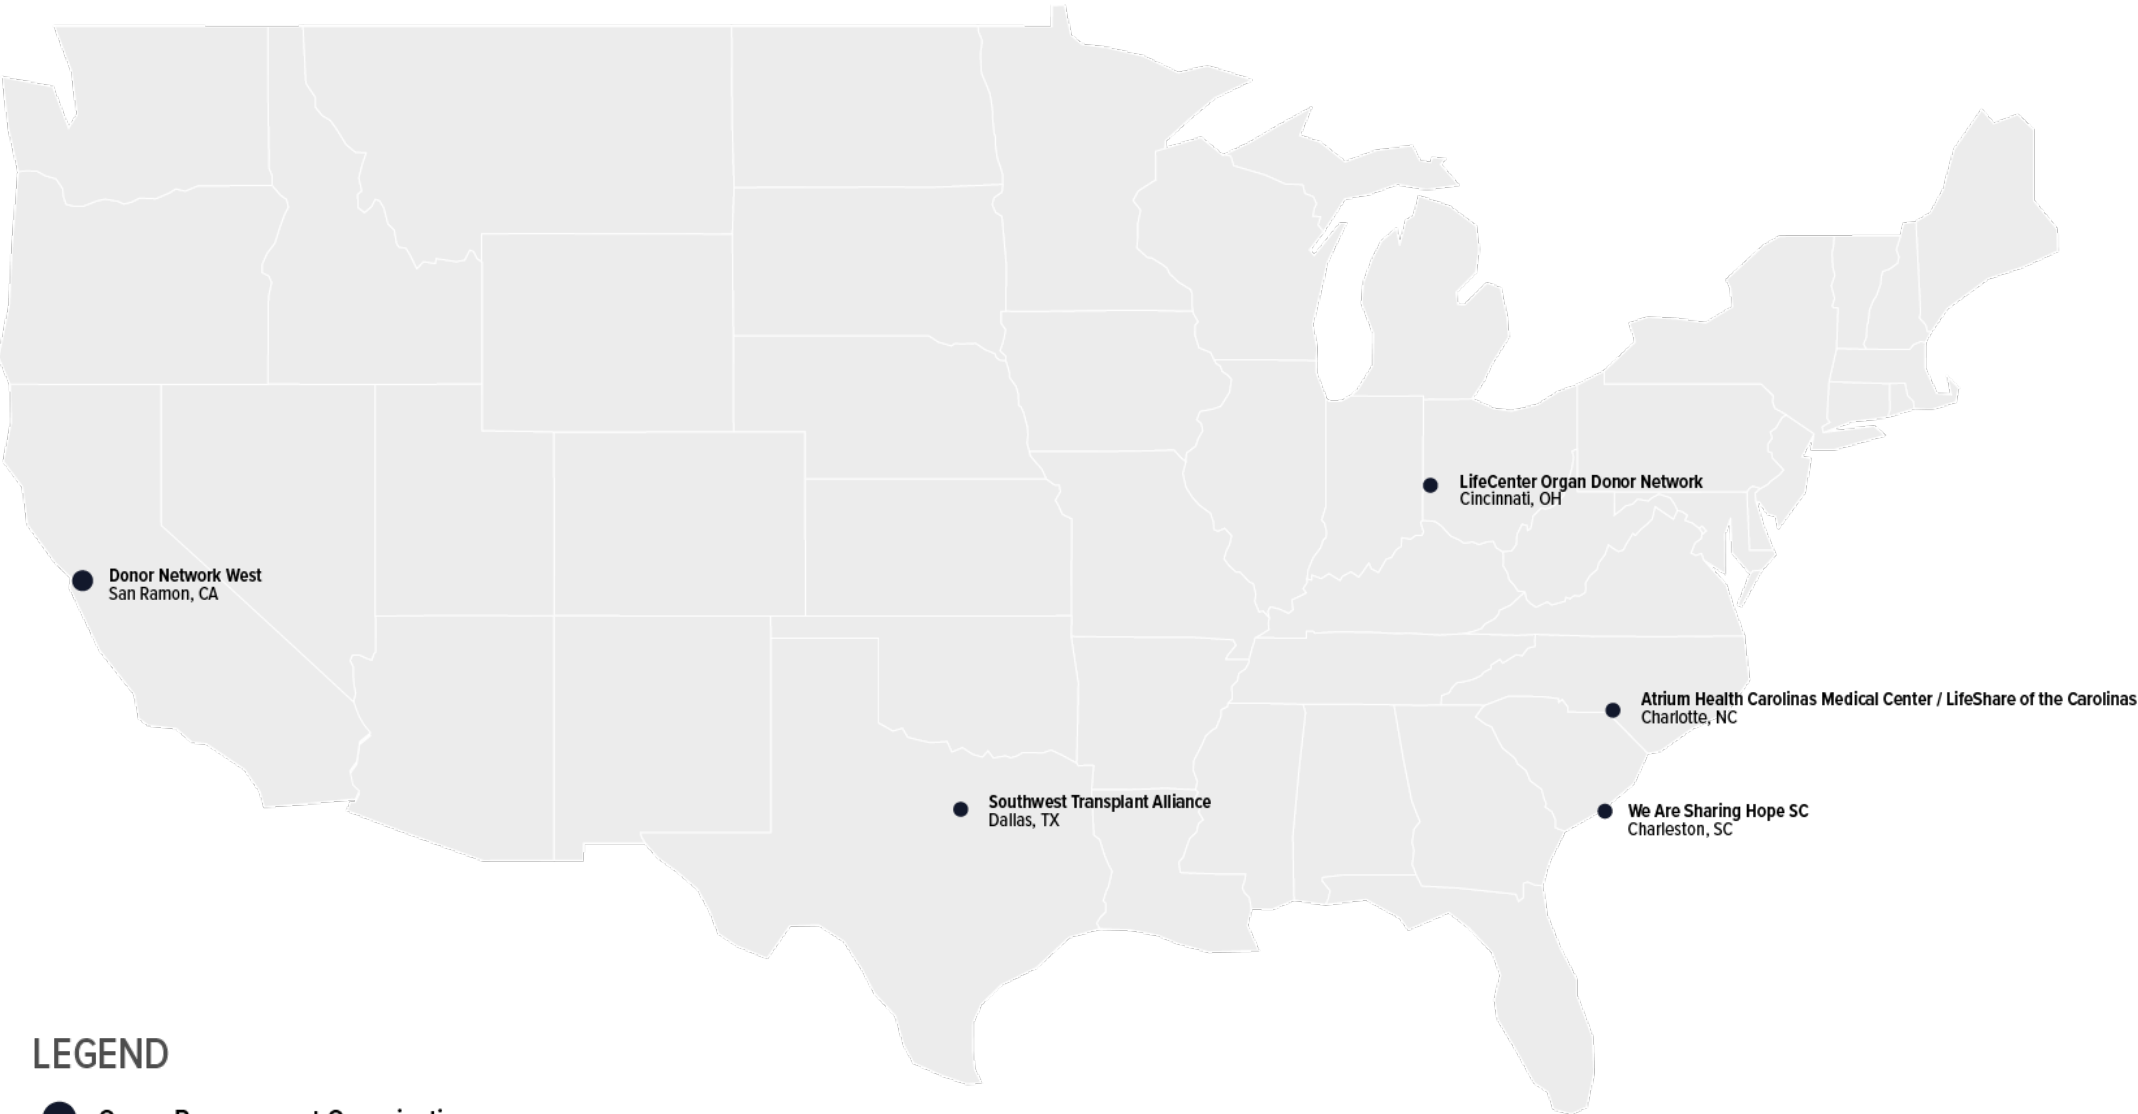 LifeCenter Organ Donor Network
Cincinnati, OH
Donor Network West
San Ramon, CA
Atrium Health Carolinas Medical Center / LifeShare of the Carolinas
Charlotte, NC
Southwest Transplant Alliance
Dallas, TX
We Are Sharing Hope SC
Charleston, SC
LEGEND